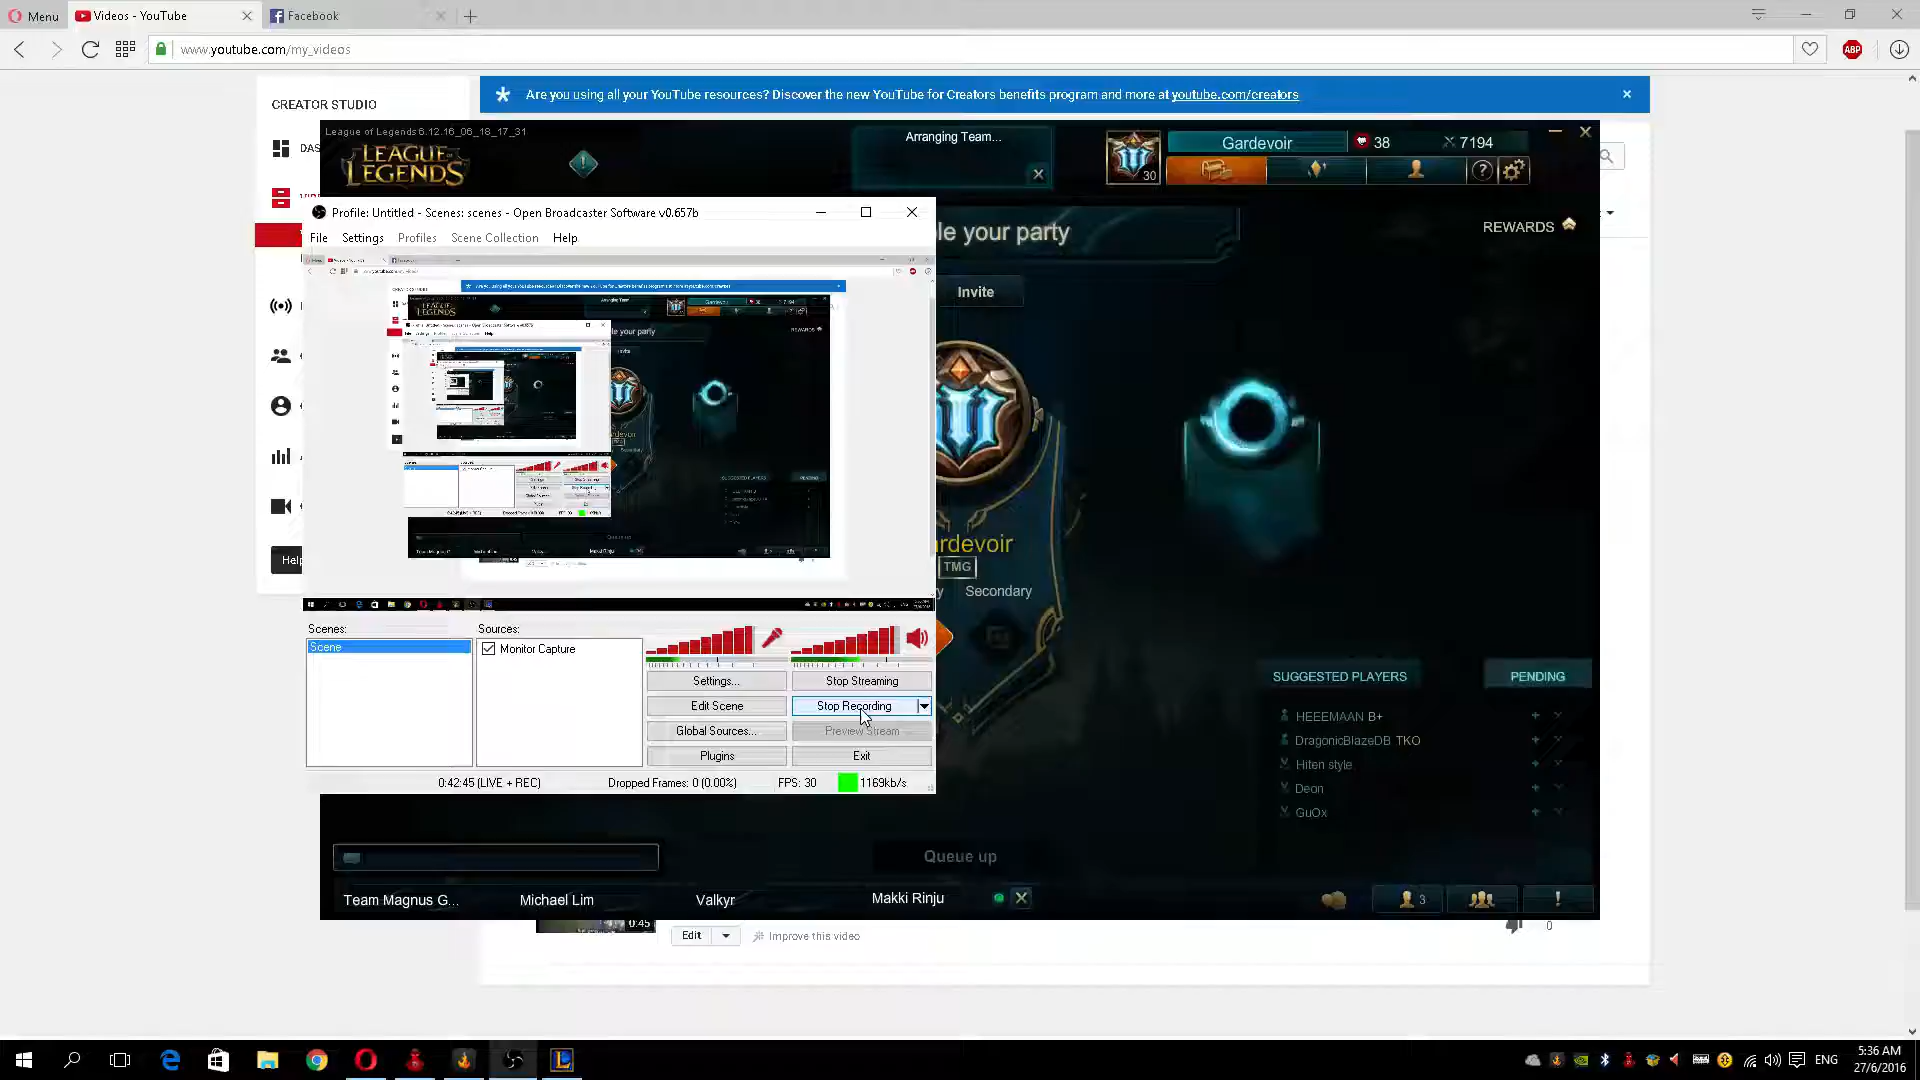 Menu
Videos - YouTube
Facebook
www.youtube.com/my_videos
ABP
CREATOR STUDIO
Are you using all your YouTube resources? Discover the new YouTube for Creators benefits program and more at youtube.com/creators
League of Legends 6.12.16_06_18_17_31
LEAGUE OF LEGENDS
Arranging Team...
30
Gardevoir
38
7194
REWARDS
Profile: Untitled - Scenes: scenes - Open Broadcaster Software v0.657b
File
Settings
Profiles
Scene Collection
Help
le your party
Invite
ardevoir
TMG
Secondary
Help
Scenes:
Scene
Sources:
Monitor Capture
Settings...
Stop Streaming
Edit Scene
Stop Recording
Global Sources...
Preview Stream
Plugins
Exit
0:42:45 (LIVE + REC)
Dropped Frames: 0 (0.00%)
FPS: 30
1169kb/s
SUGGESTED PLAYERS
PENDING
HEEEMAAN B+
DragonicBlazeDB TKO
Hiten style
Deon
GuOx
Queue up
Team Magnus G...
Michael Lim
Valkyr
Makki Rinju
3
0:45
Edit
Improve this video
0
ENG
5:36 AM
27/6/2016